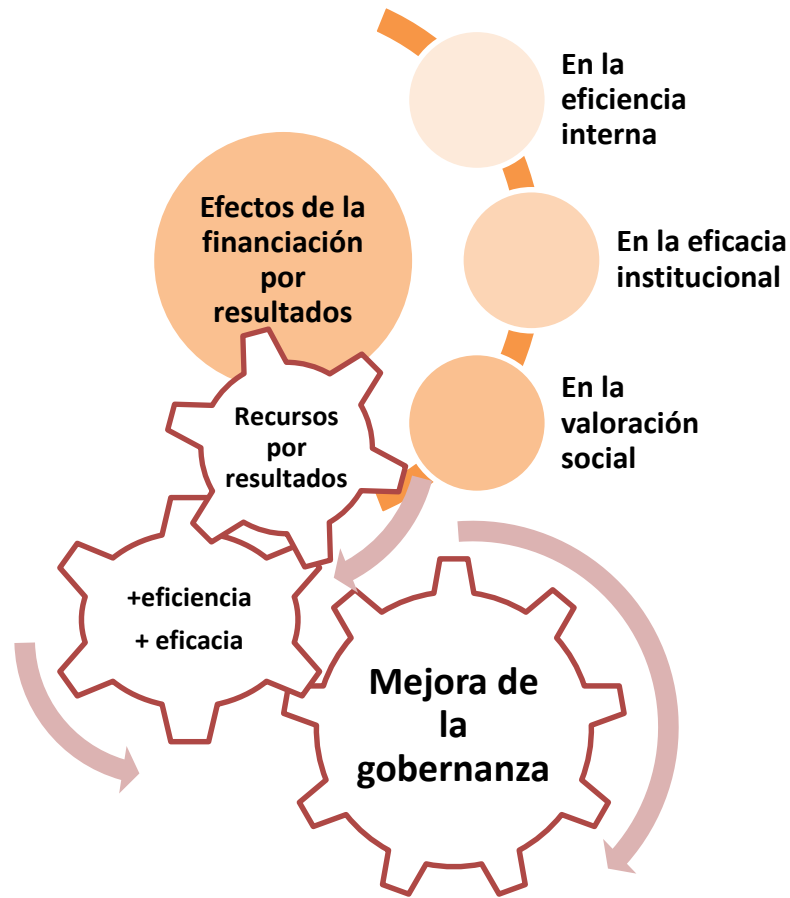 Efectos de la
financiación
por
resultados
En la
eficiencia
interna
En la eficacia
institucional
En la
valoración
social
Recursos
por
resultados
+eficiencia
+ eficacia
Mejora de
la
gobernanza